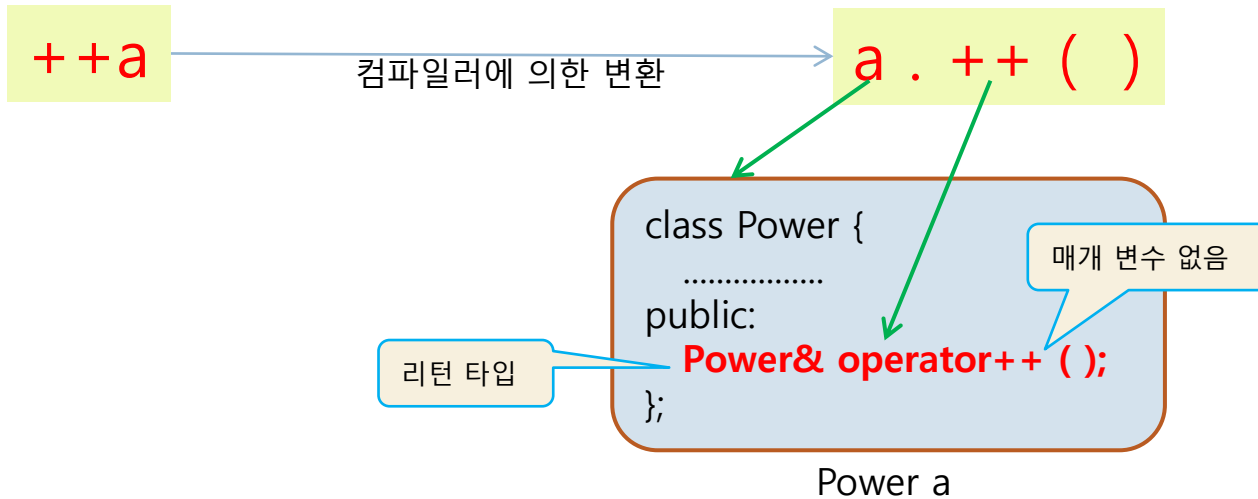 ++a
컴파일러에 의한 변환
a . ++ ( )
class Power {
.................
public:
Power& operator++ ( );
};
매개 변수 없음
리턴 타입
Power a